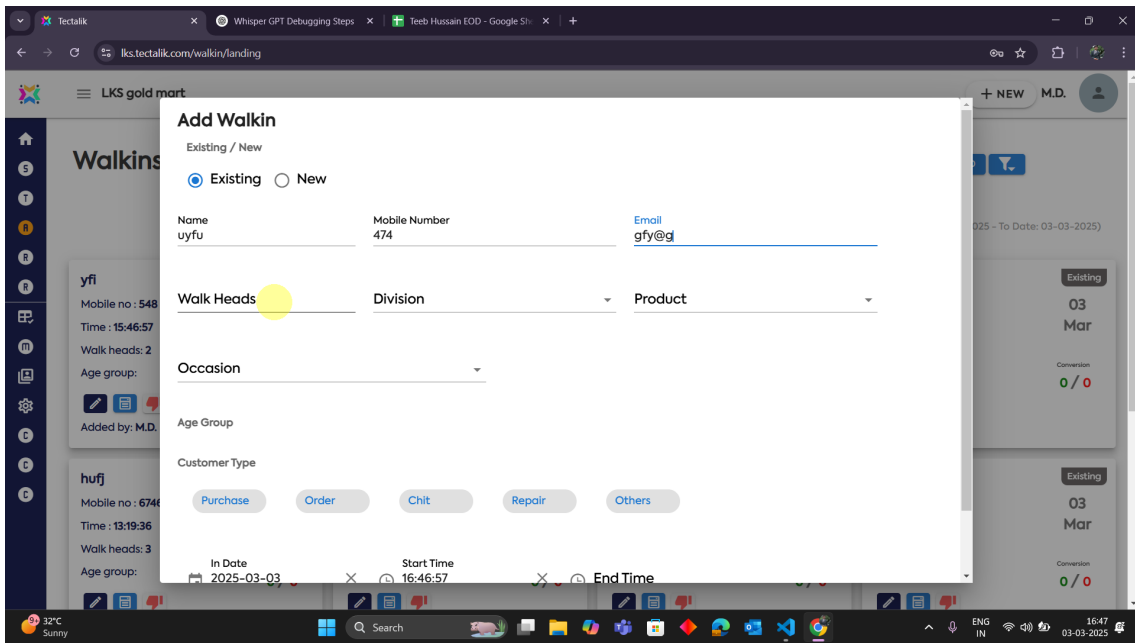 Tectalik
Whisper GPT Debugging Steps
Teeb Hussain EOD - Google She
lks.tectalik.com/walkin/landing
LKS gold mart
+ NEW M.D.
Walkins
Add Walkin
Existing / New
Existing New
Name Mobile Number Email
uyfu 474 gfy@g
2025 - To Date: 03-03-2025)
Walk Heads Division Product
Occasion
Age Group
Customer Type
Purchase Order Chit Repair Others
In Date Start Time
2025-03-03 16:46:57 End Time
S
T
R
R
R
m
C
C
C
yfi
Mobile no : 548
Time : 15:46:57
Walk heads: 2
Age group:
Added by: M.D.
Existing
03
Mar
Conversion
0 / 0
hufj
Mobile no : 6746
Time : 13:19:36
Walk heads: 3
Age group:
Existing
03
Mar
Conversion
0 / 0
9+
32°C
Sunny
Search
ENG
IN
16:47
03-03-2025